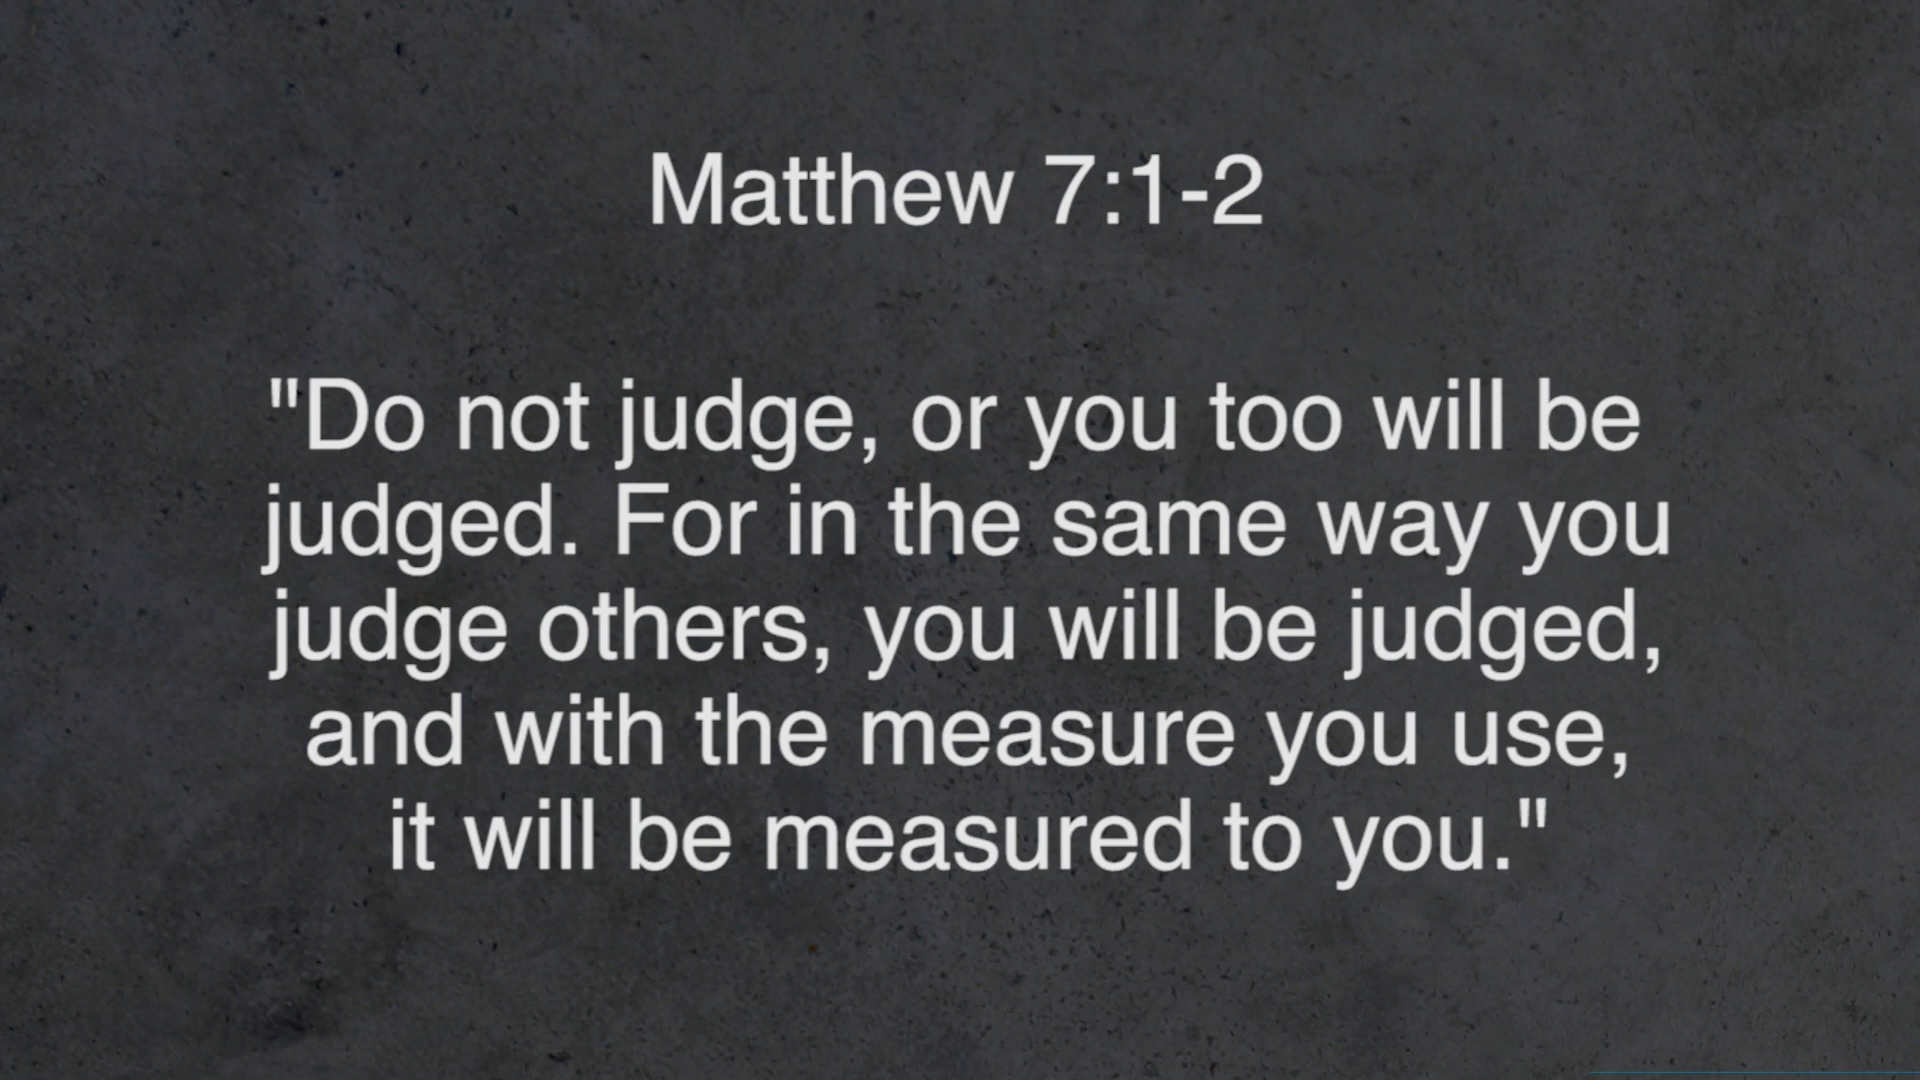 Matthew 7:1-2
"Do not judge, or you too will be
judged. For in the same way you
judge others, you will be judged,
and with the measure you use,
it will be measured to you."